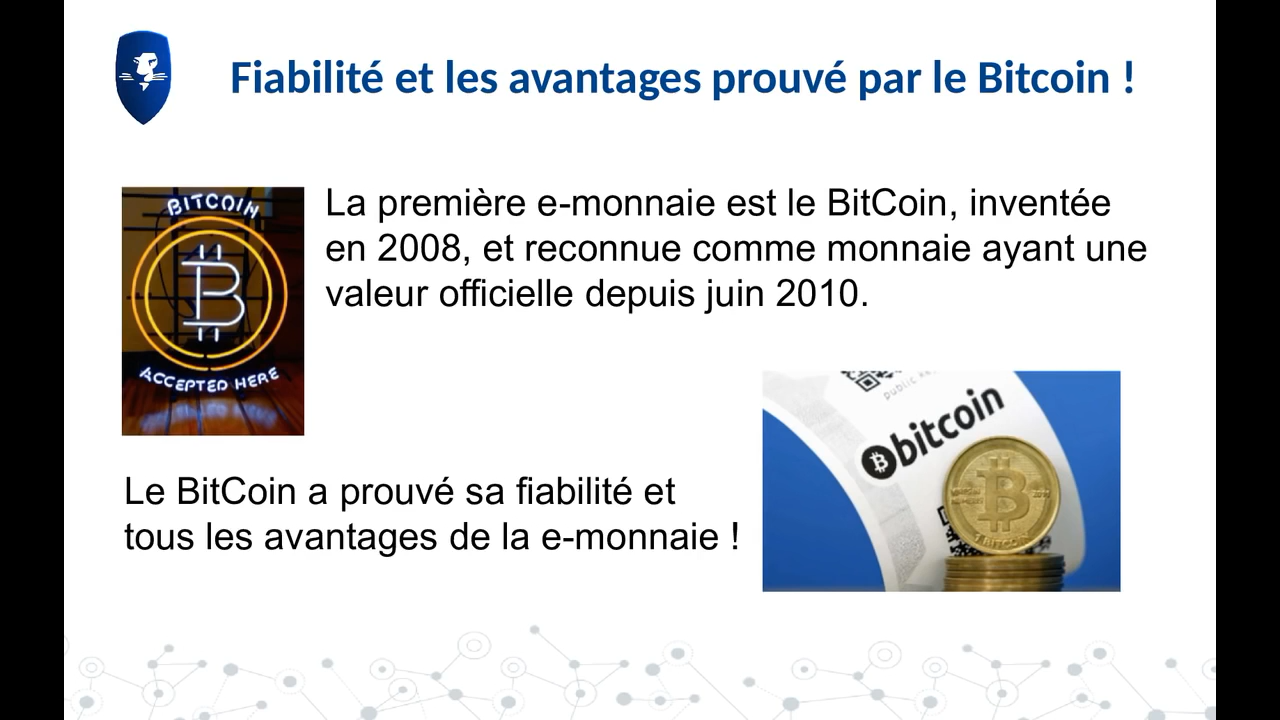 Fiabilité et les avantages prouvé par le Bitcoin !
BITCOIN
ACCEPTED HERE
La première e-monnaie est le BitCoin, inventée
en 2008, et reconnue comme monnaie ayant une
valeur officielle depuis juin 2010.
bitcoin
Le BitCoin a prouvé sa fiabilité et
tous les avantages de la e-monnaie !